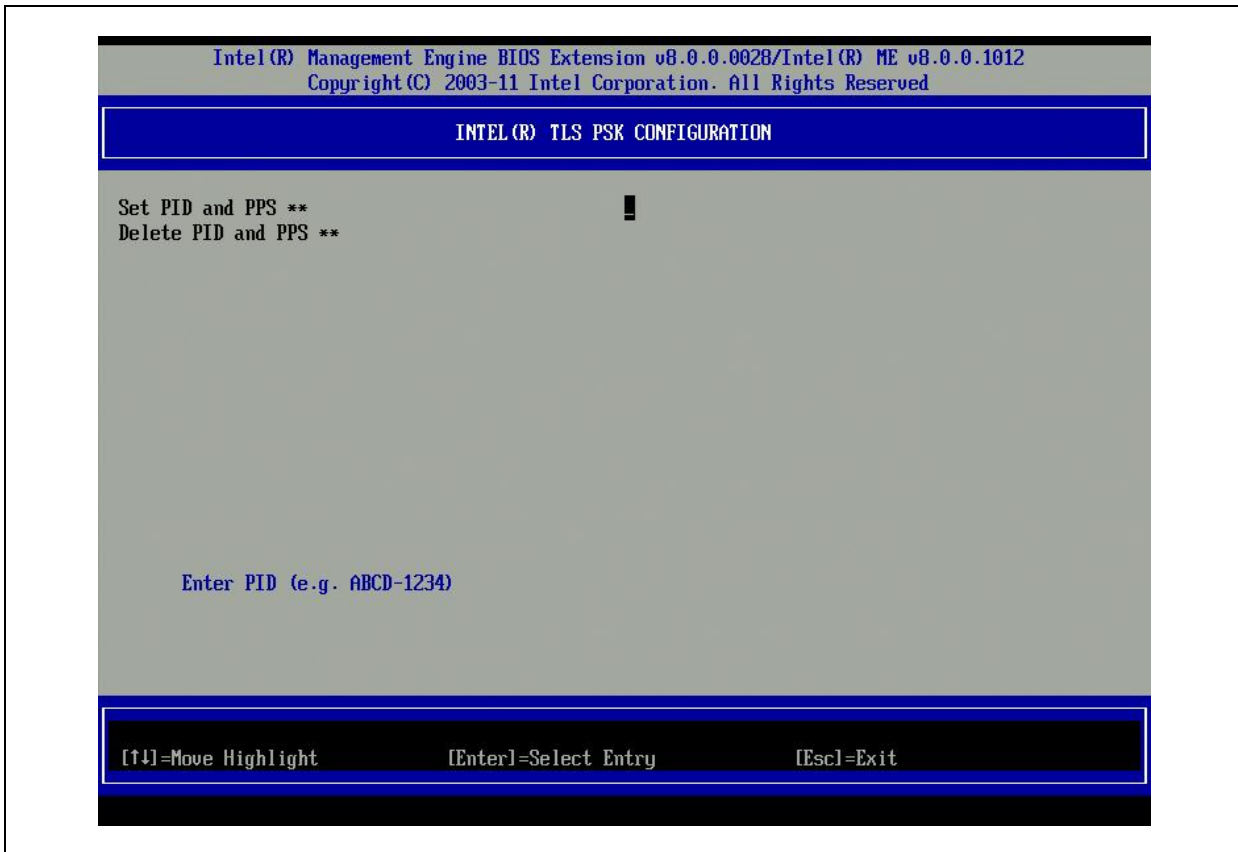 Intel(R) Management Engine BIOS Extension v8.0.0.0028/Intel(R) ME v8.0.0.1012
Copyright(C) 2003-11 Intel Corporation. All Rights Reserved
INTEL(R) TLS PSK CONFIGURATION
Set PID and PPS **
Delete PID and PPS **
Enter PID (e.g. ABCD-1234)
[↑↓]=Move Highlight [Enter]=Select Entry [Esc]=Exit